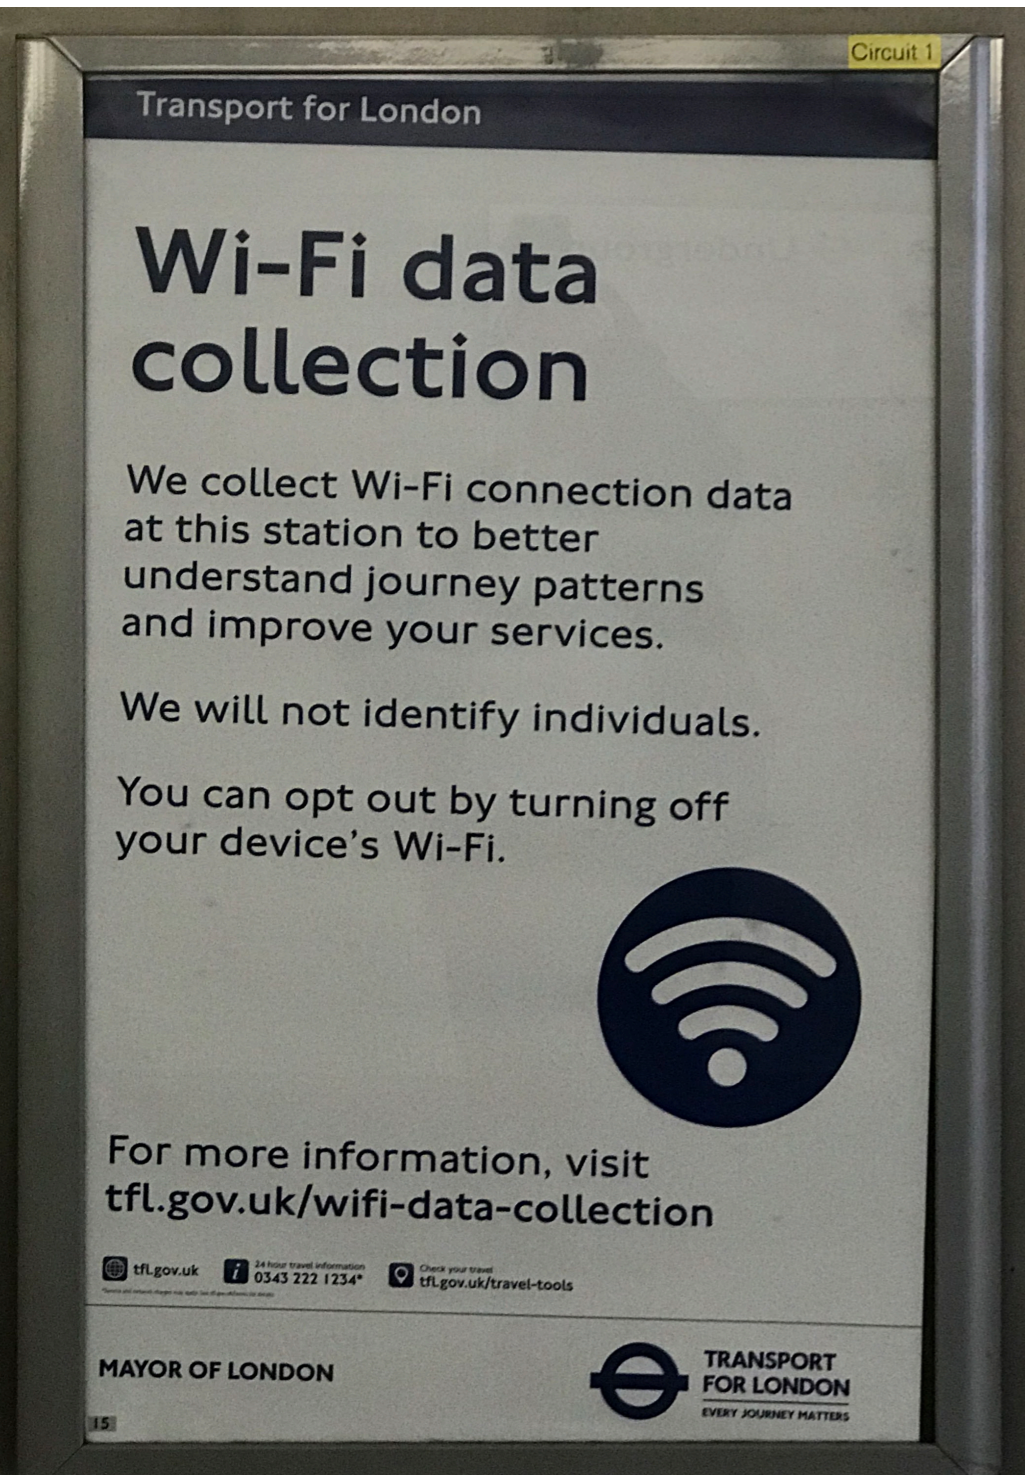 Circuit 1
Transport for London
Wi-Fi data
collection
We collect Wi-Fi connection data
at this station to better
understand journey patterns
and improve your services.
We will not identify individuals.
You can opt out by turning off
your device's Wi-Fi.
For more information, visit
tfl.gov.uk/wifi-data-collection
tfl.gov.uk
24 hour travel information
0343 222 1234*
Check your travel
tfl.gov.uk/travel-tools
MAYOR OF LONDON
TRANSPORT
FOR LONDON
EVERY JOURNEY MATTERS
15